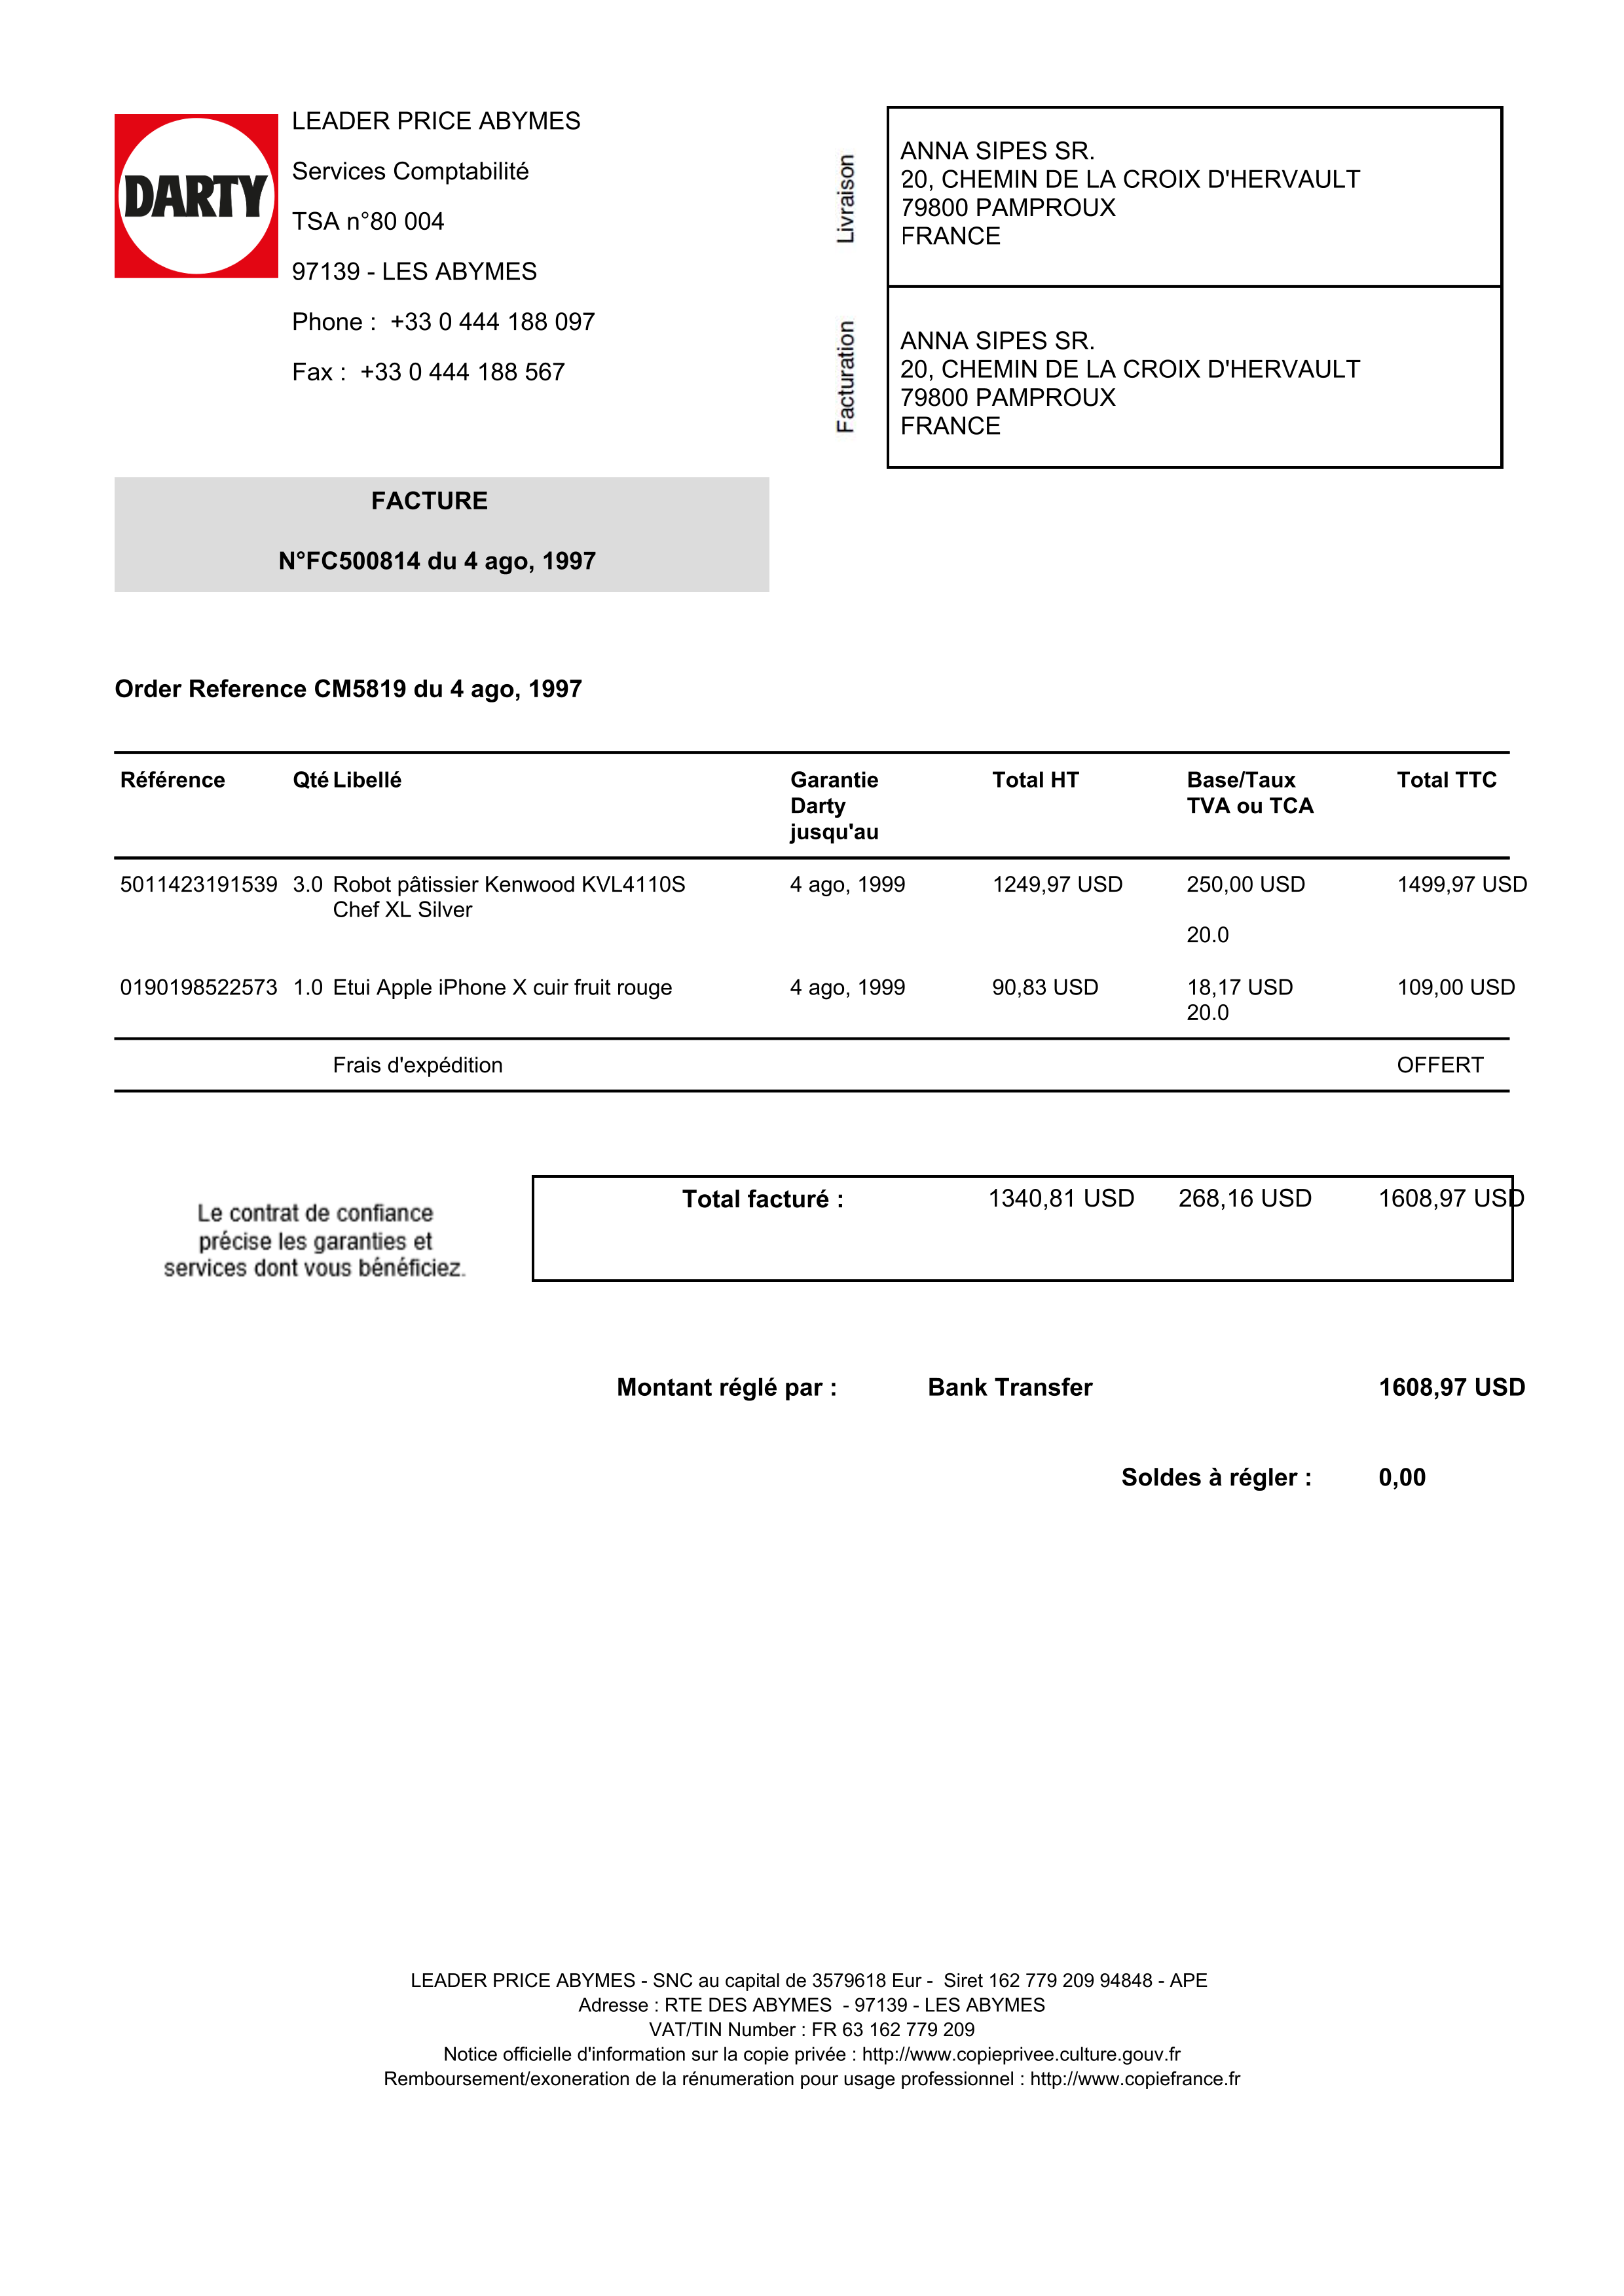 DARTY
LEADER PRICE ABYMES
Services Comptabilité
TSA n°80 004
97139 - LES ABYMES
Phone :  +33 0 444 188 097
Fax :  +33 0 444 188 567
Livraison
ANNA SIPES SR.
20, CHEMIN DE LA CROIX D'HERVAULT
79800 PAMPROUX
FRANCE
Facturation
ANNA SIPES SR.
20, CHEMIN DE LA CROIX D'HERVAULT
79800 PAMPROUX
FRANCE
FACTURE
N°FC500814 du 4 ago, 1997
Order Reference CM5819 du 4 ago, 1997
Référence Qté Libellé Garantie Total HT Base/Taux Total TTC
Darty TVA ou TCA
jusqu'au
5011423191539 3.0 Robot pâtissier Kenwood KVL4110S 4 ago, 1999 1249,97 USD 250,00 USD 1499,97 USD
Chef XL Silver
20.0
0190198522573 1.0 Etui Apple iPhone X cuir fruit rouge 4 ago, 1999 90,83 USD 18,17 USD 109,00 USD
20.0
Frais d'expédition OFFERT
Total facturé : 1340,81 USD 268,16 USD 1608,97 USD
Le contrat de confiance
précise les garanties et
services dont vous bénéficiez.
Montant réglé par : Bank Transfer 1608,97 USD
Soldes à régler : 0,00
LEADER PRICE ABYMES - SNC au capital de 3579618 Eur -  Siret 162 779 209 94848 - APE
Adresse : RTE DES ABYMES  - 97139 - LES ABYMES
VAT/TIN Number : FR 63 162 779 209
Notice officielle d'information sur la copie privée : http://www.copieprivee.culture.gouv.fr
Remboursement/exoneration de la rénumeration pour usage professionnel : http://www.copiefrance.fr